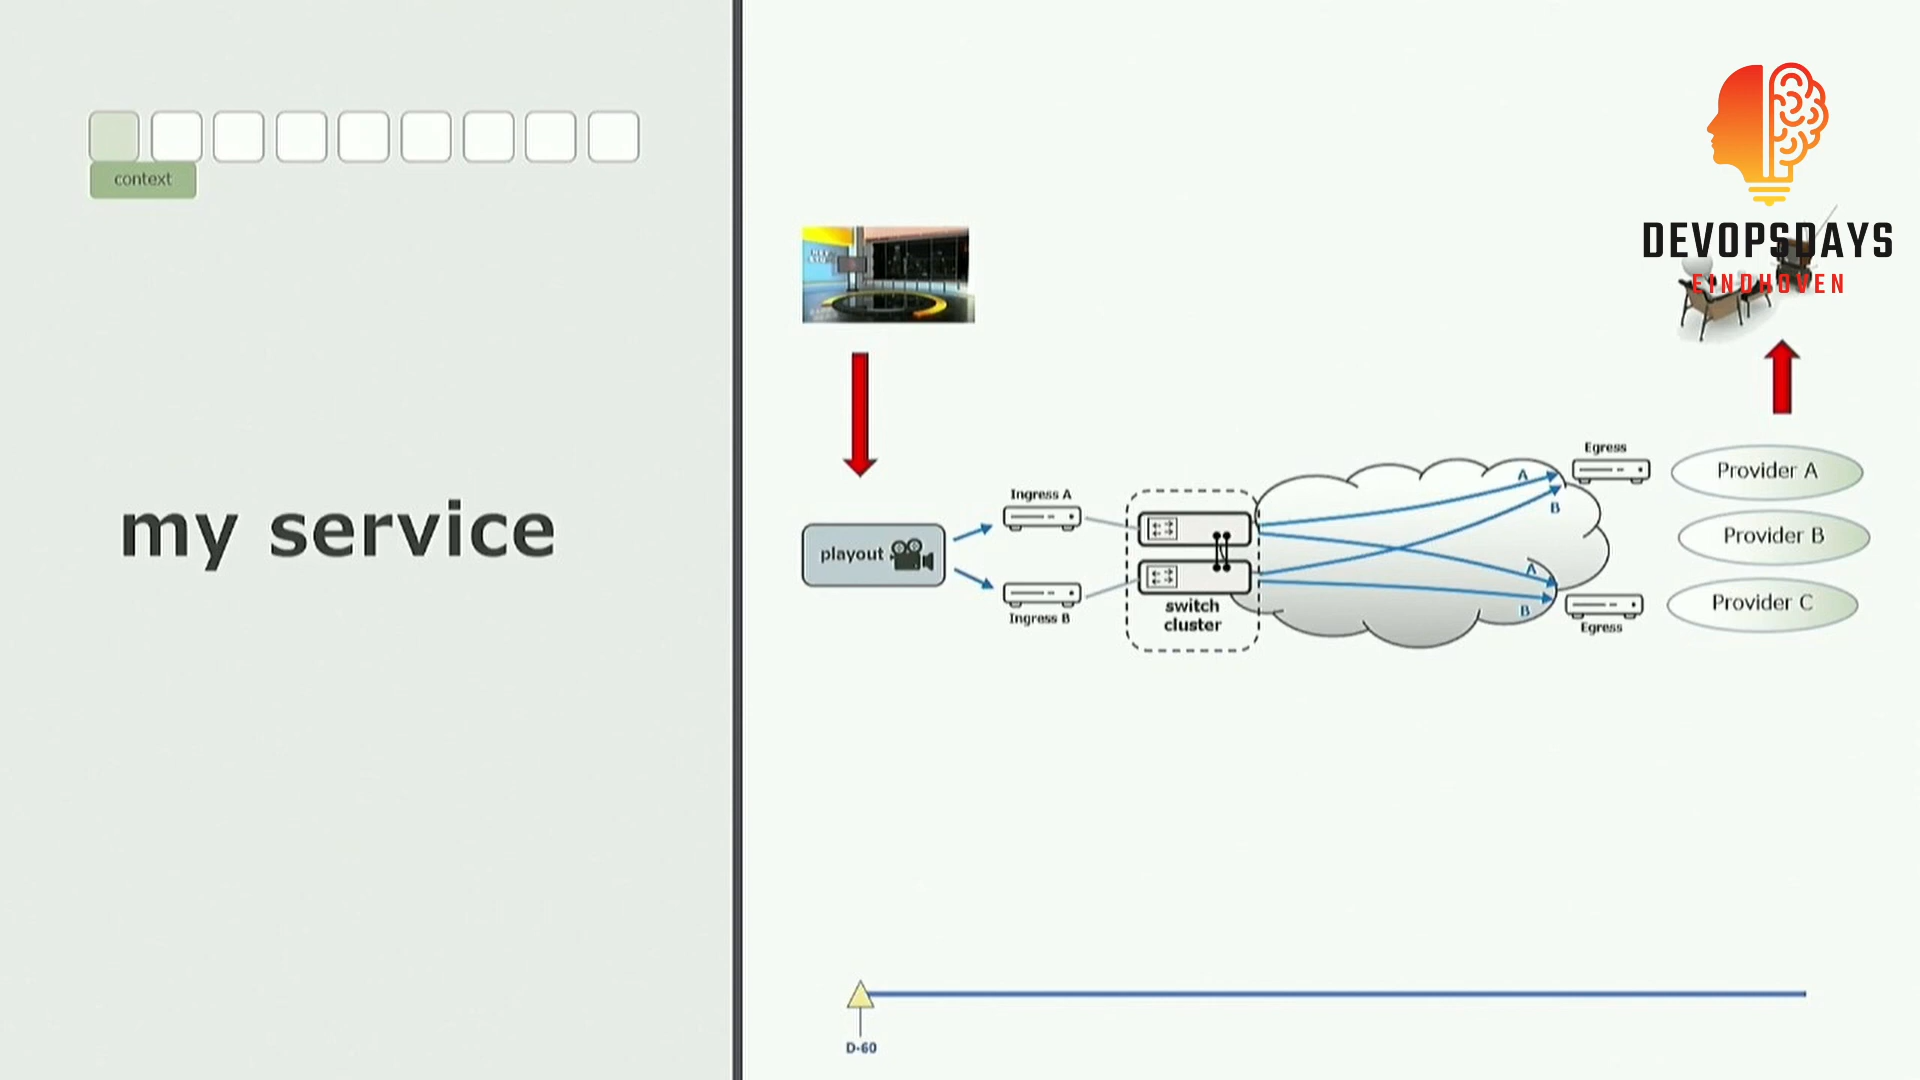 context
my service
DEVOPSDAYS
EINDHOVEN
Egress
Provider A
A
Ingress A
B
Provider B
playout
A
Provider C
switch
cluster
B
Ingress B
Egress
D-60